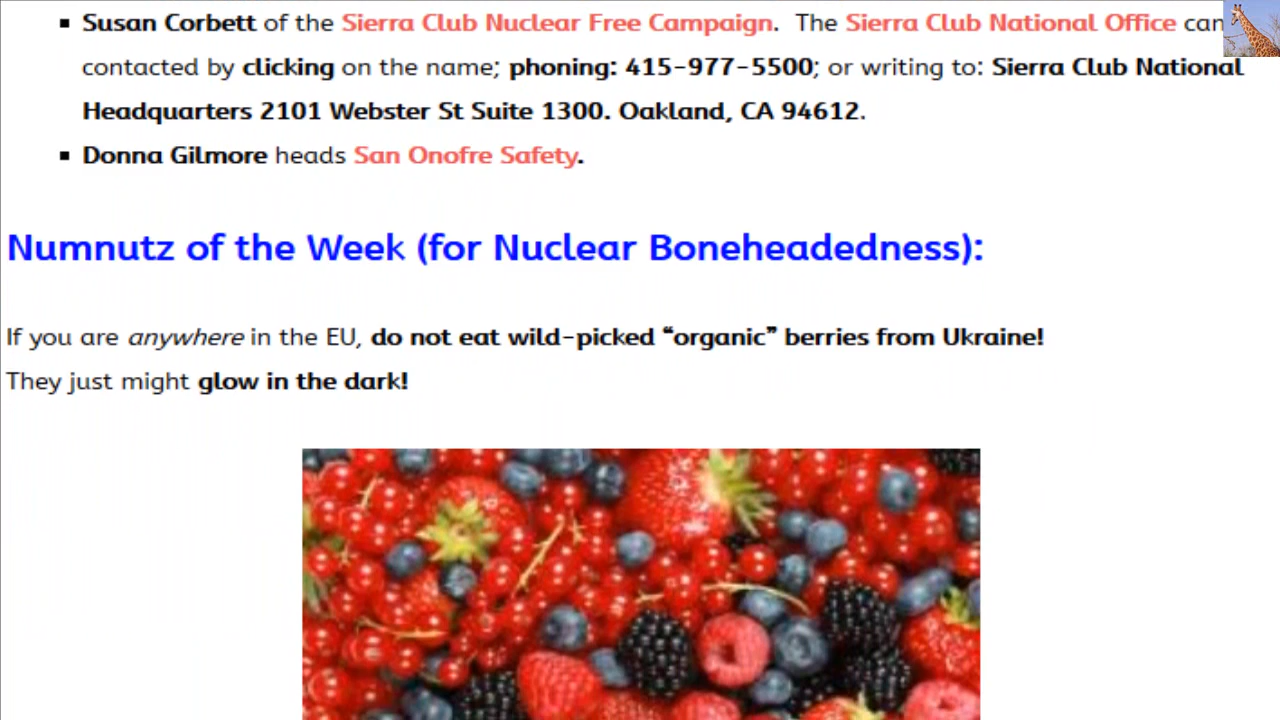 Susan Corbett of the Sierra Club Nuclear Free Campaign. The Sierra Club National Office can
contacted by clicking on the name; phoning: 415-977-5500; or writing to: Sierra Club National
Headquarters 2101 Webster St Suite 1300. Oakland, CA 94612.
Donna Gilmore heads San Onofre Safety.
Numnutz of the Week (for Nuclear Boneheadedness):
If you are anywhere in the EU, do not eat wild-picked “organic” berries from Ukraine!
They just might glow in the dark!